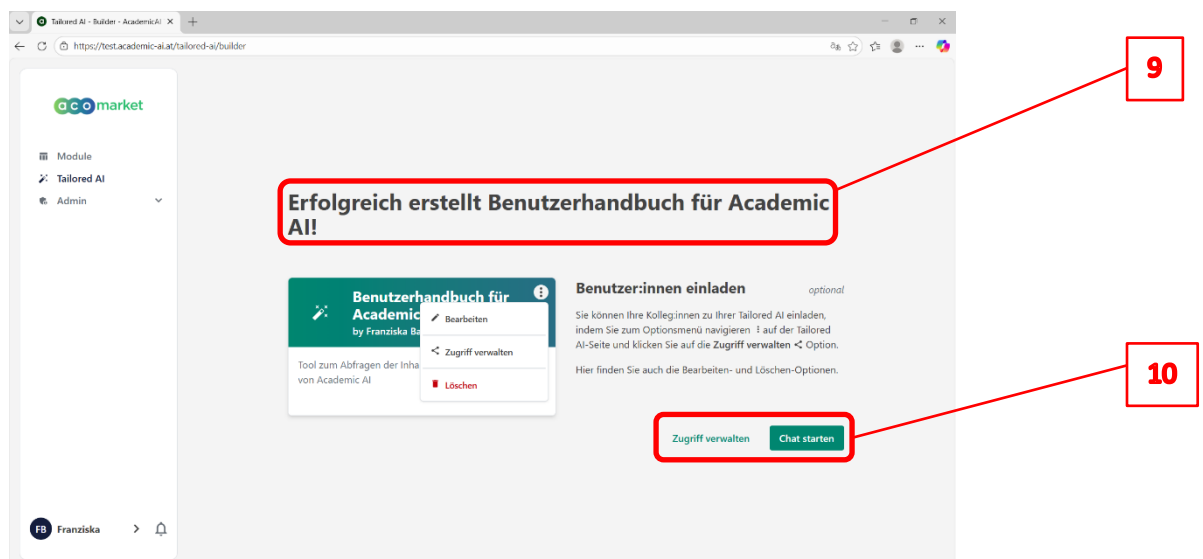 Tailored AI - Builder - AcademicAI
https://test.academic-ai.at/tailored-ai/builder
9
aco market
Module
Tailored AI
Admin
Erfolgreich erstellt Benutzerhandbuch für Academic
AI!
Benutzerhandbuch für
Academic
by Franziska Ba
Bearbeiten
Zugriff verwalten
Löschen
Tool zum Abfragen der Inha
von Academic AI
Benutzer:innen einladen optional
Sie können Ihre Kolleg:innen zu Ihrer Tailored AI einladen,
indem Sie zum Optionsmenü navigieren ⋮ auf der Tailored
AI-Seite und klicken Sie auf die Zugriff verwalten Option.
Hier finden Sie auch die Bearbeiten- und Löschen-Optionen.
10
Zugriff verwalten Chat starten
FB Franziska